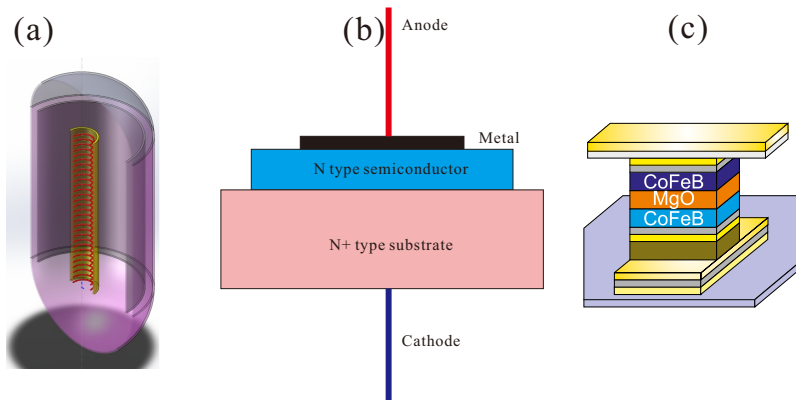 (a)
(b)
(c)
Anode
Metal
N type semiconductor
N+ type substrate
Cathode
CoFeB
MgO
CoFeB